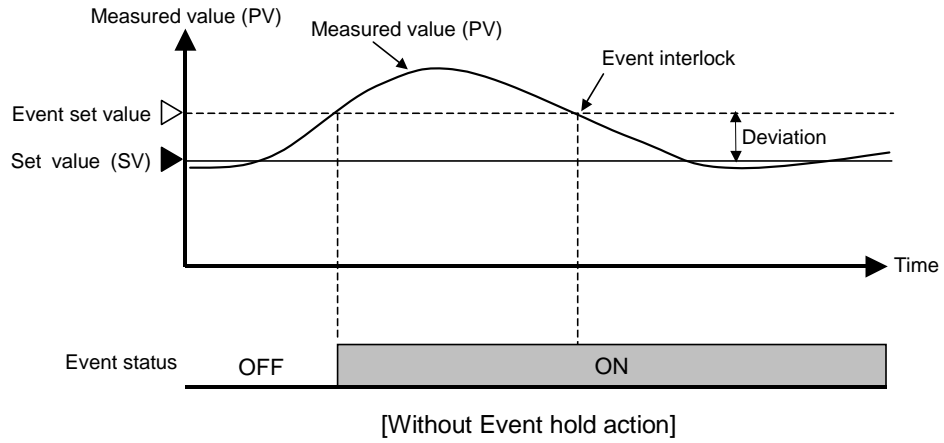 Measured value (PV)
Measured value (PV)
Event interlock
Event set value
Deviation
Set value (SV)
Time
Event status
OFF
ON
[Without Event hold action]